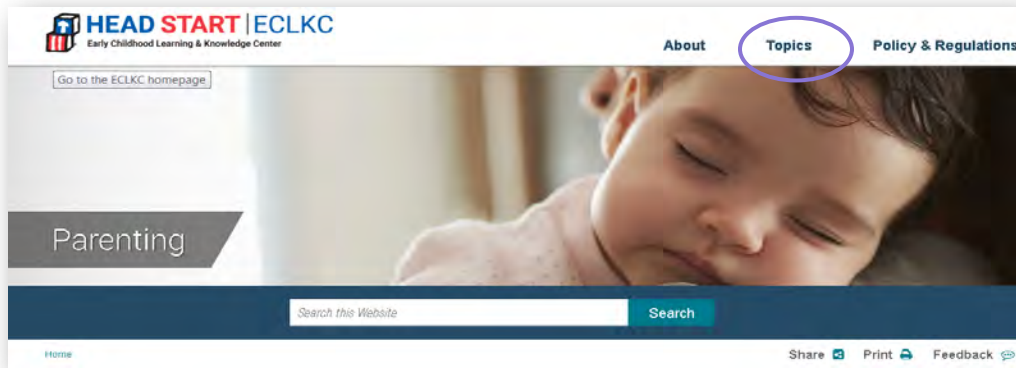 HEAD START | ECLKC
Early Childhood Learning & Knowledge Center
About Topics Policy & Regulations
Go to the ECLKC homepage
Parenting
Search this Website Search
Home Share Print Feedback